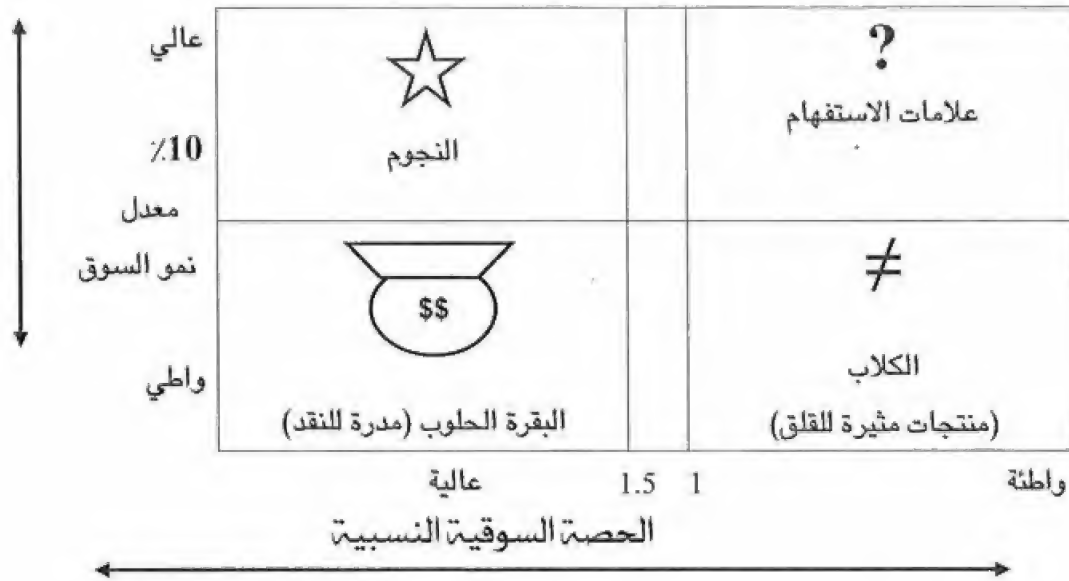 عالي
10٪
معدل
نمو السوق
واطي
النجوم
?
علامات الاستفهام
$$
البقرة الحلوب (مدرة للنقد)
≠
الكلاب
(منتجات مثيرة للقلق)
عالية
1.5
1
واطئة
الحصة السوقية النسبية